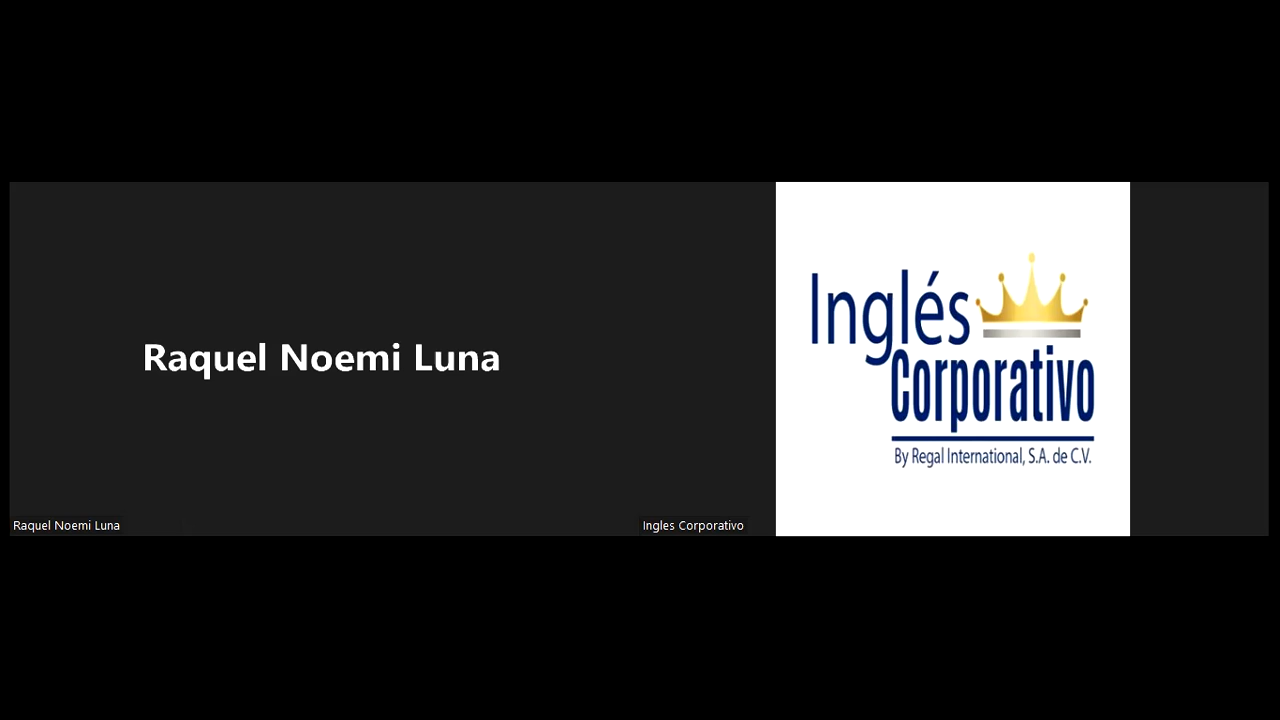 Raquel Noemi Luna
Raquel Noemi Luna
Inglés
Corporativo
By Regal International, S.A. de C.V.
Ingles Corporativo